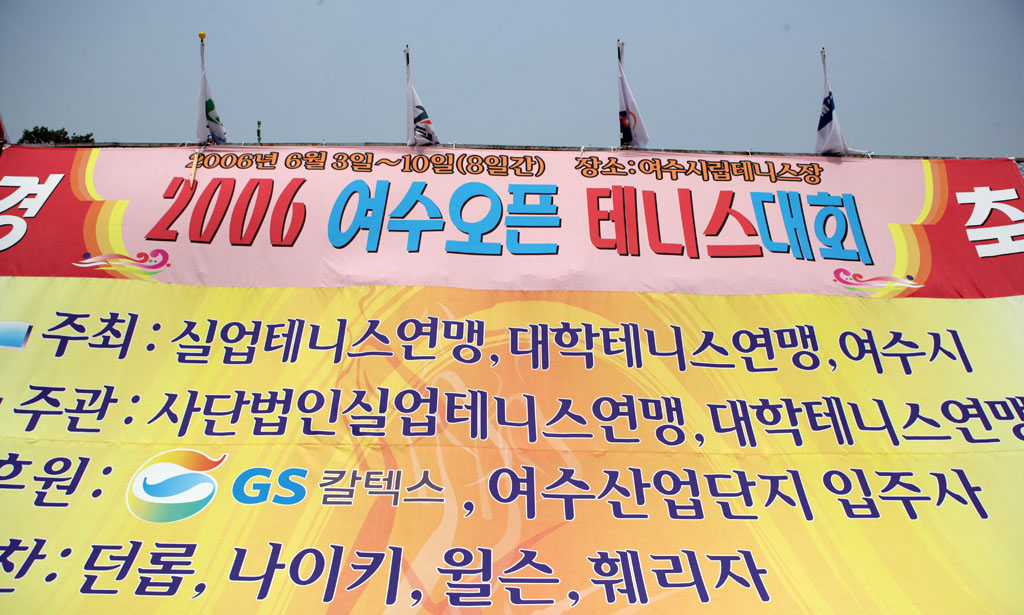 2006년 6월 3일~10일(8일간) 장소:여수시립테니스장
경 2006 여수오픈 테니스대회 축
주최 : 실업테니스연맹, 대학테니스연맹, 여수시
주관 : 사단법인실업테니스연맹, 대학테니스연맹
후원 : GS 칼텍스, 여수산업단지 입주사
찬 : 던롭, 나이키, 윌슨, 훼리자